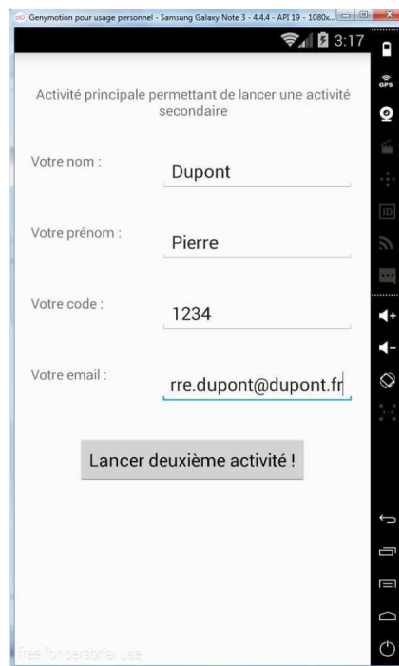 Genymotion pour usage personnel - Samsung Galaxy Note 3 - 4.4.4 - API 19 - 1080x...
3:17
GPS
Activité principale permettant de lancer une activité
secondaire
Votre nom :
Dupont
Votre prénom :
Pierre
ID
Votre code :
1234
Votre email :
rre.dupont@dupont.fr
Lancer deuxième activité !
free for personal use